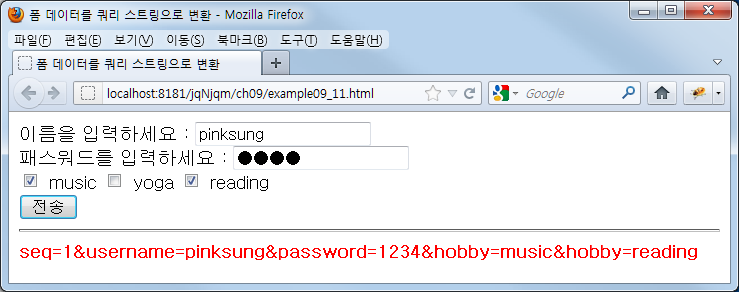 폼 데이터를 쿼리 스트링으로 변환 - Mozilla Firefox
파일(F) 편집(E) 보기(V) 이동(S) 북마크(B) 도구(T) 도움말(H)
폼 데이터를 쿼리 스트링으로 변환
localhost:8181/jqNjqm/ch09/example09_11.html Google
이름을 입력하세요 : pinksung
패스워드를 입력하세요 : ●●●●
music yoga reading
전송
seq=1&username=pinksung&password=1234&hobby=music&hobby=reading